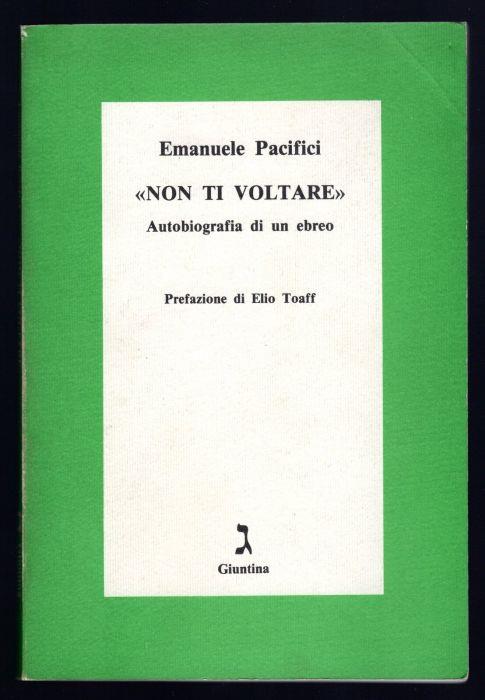 Emanuele Pacifici
«NON TI VOLTARE»
Autobiografia di un ebreo
Prefazione di Elio Toaff
ג
Giuntina